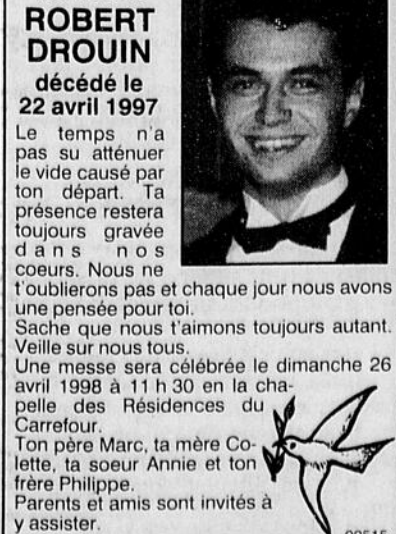 ROBERT
DROUIN
décédé le
22 avril 1997
Le temps n'a
pas su atténuer
le vide causé par
ton départ. Ta
présence restera
toujours gravée
dans nos
coeurs. Nous ne
t'oublierons pas et chaque jour nous avons
une pensée pour toi.
Sache que nous t'aimons toujours autant.
Veille sur nous tous.
Une messe sera célébrée le dimanche 26
avril 1998 à 11 h 30 en la cha-
pelle des Résidences du
Carrefour.
Ton père Marc, ta mère Co-
lette, ta soeur Annie et ton
frère Philippe.
Parents et amis sont invités à
y assister.